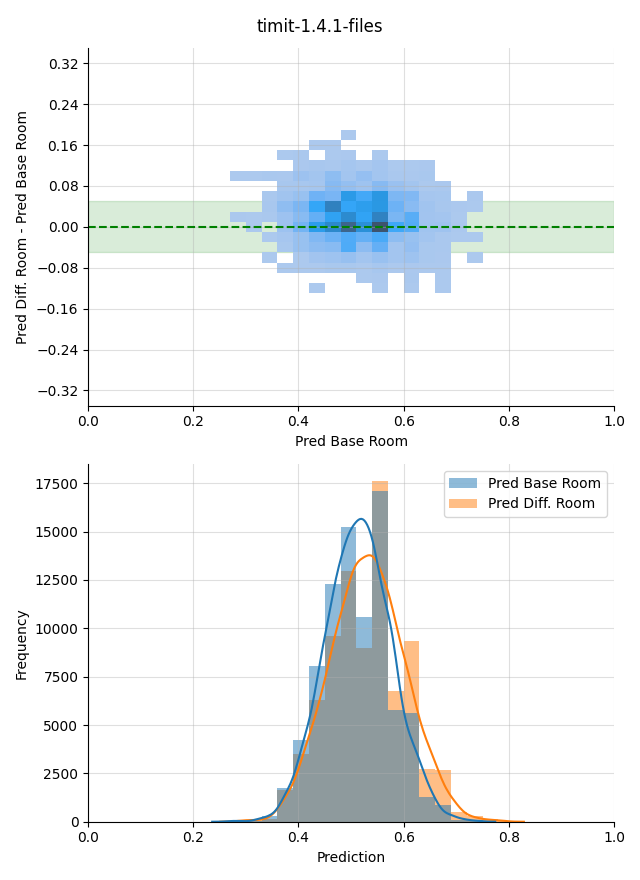 timit-1.4.1-files
Pred Diff. Room - Pred Base Room
0.32
0.24
0.16
0.08
0.00
−0.08
−0.16
−0.24
−0.32
0.0 0.2 0.4 0.6 0.8 1.0
Pred Base Room
Frequency
17500
15000
12500
10000
7500
5000
2500
0
Pred Base Room
Pred Diff. Room
0.0 0.2 0.4 0.6 0.8 1.0
Prediction